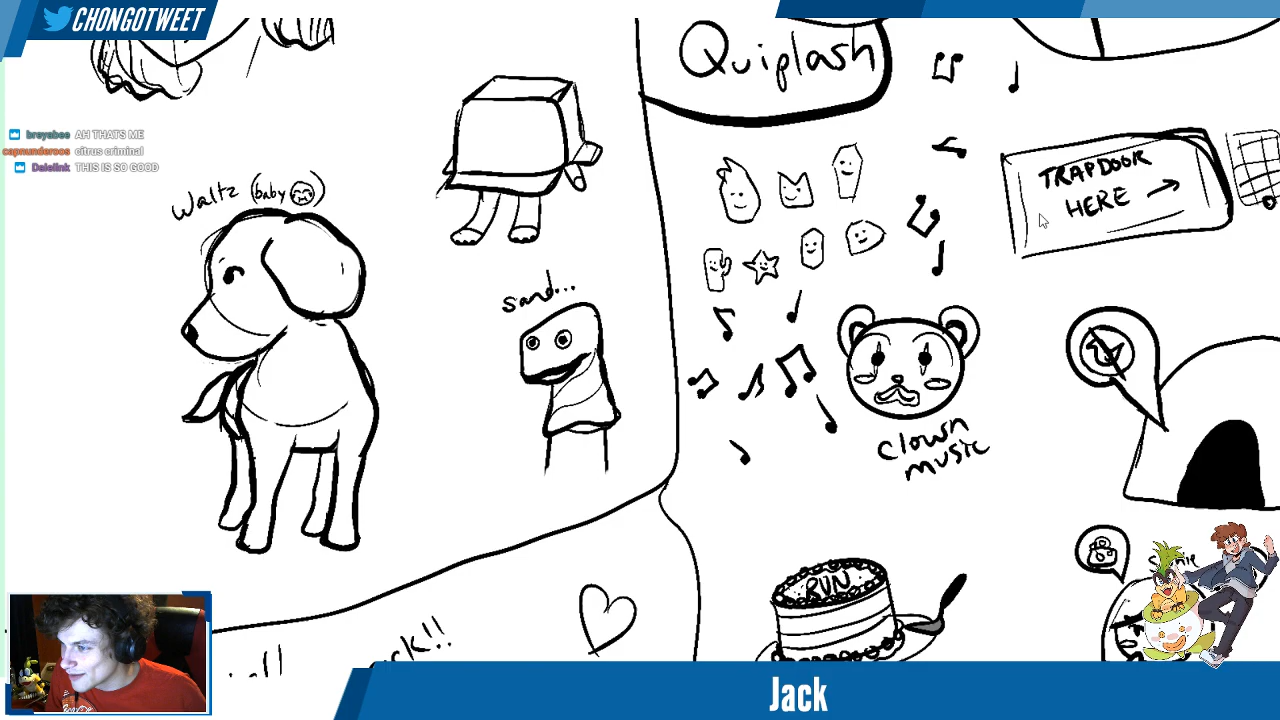 CHONGOTWEET
Quiplash
breyabee AH THATS ME
capnunderoos citrus criminal
Dalelink THIS IS SO GOOD
Waltz (baby
)
TRAPDOOR
HERE →
sand...
clown
music
RUN
Jack